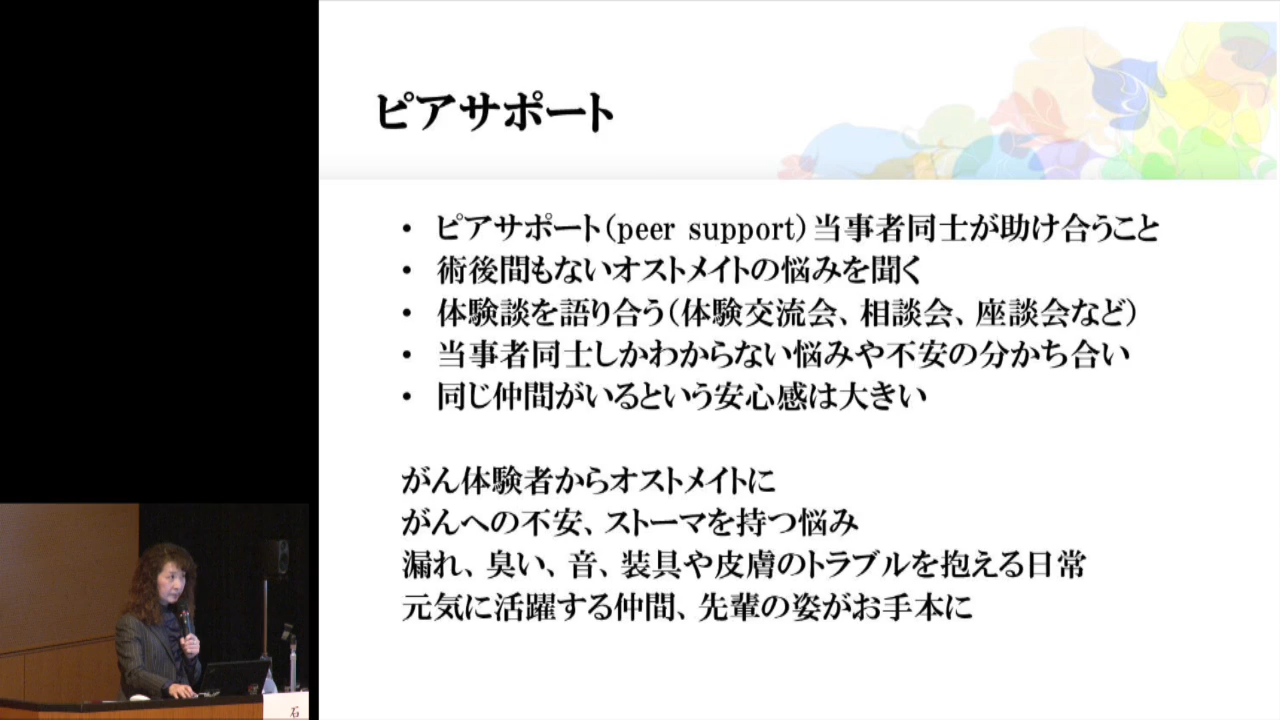 ピアサポート
• ピアサポート（peer support）当事者同士が助け合うこと
• 術後間もないオストメイトの悩みを聞く
• 体験談を語り合う（体験交流会、相談会、座談会など）
• 当事者同士しかわからない悩みや不安の分かち合い
• 同じ仲間がいるという安心感は大きい
がん体験者からオストメイトに
がんへの不安、ストーマを持つ悩み
漏れ、臭い、音、装具や皮膚のトラブルを抱える日常
元気に活躍する仲間、先輩の姿がお手本に
石